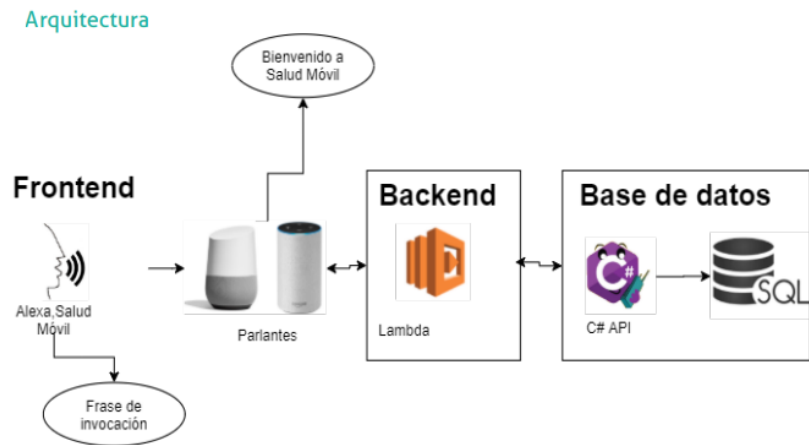 Arquitectura
Bienvenido a
Salud Móvil
Frontend
Backend
Base de datos
C#
SQL
Alexa,Salud
Móvil
Parlantes
Lambda
C# API
Frase de
invocación